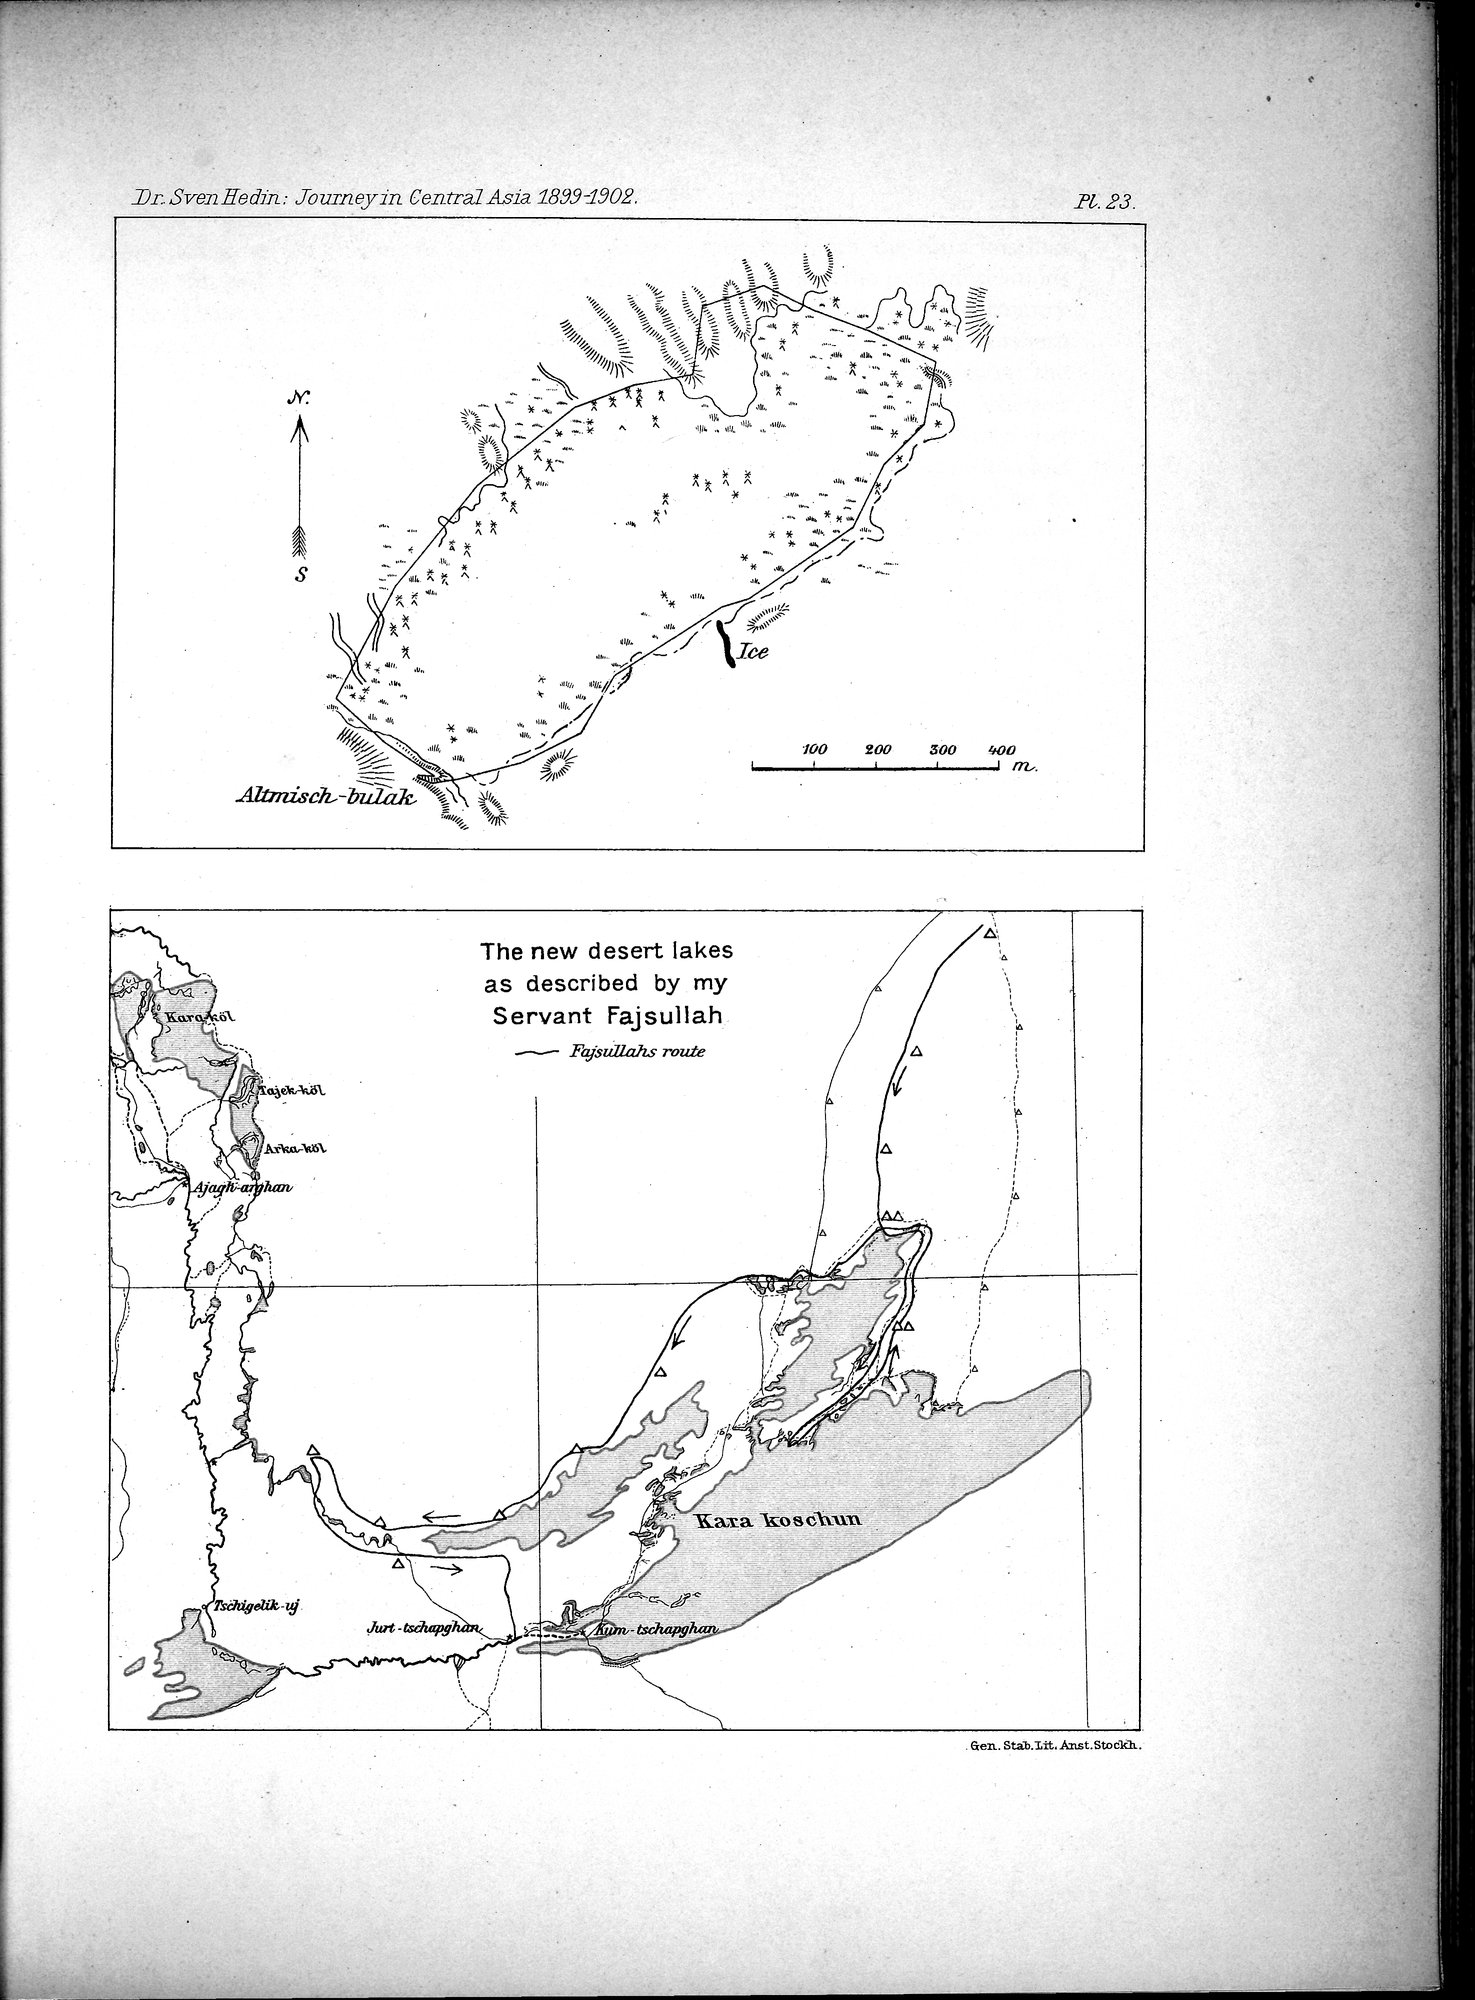 Dr. Sven Hedin: Journey in Central Asia 1899-1902.
Pl. 23.
N.
S
Ice
100 200 300 400
m.
Altmisch-bulak
The new desert lakes
as described by my
Servant Fajsullah
Fajsullahs route
Kara-köl
Tajek-köl
Arka-köl
Ajagh-arghan
Kara koschun
Tschigelik-uj
Jurt-tschapghan
Kum-tschapghan
Gen. Stab. Lit. Anst. Stockh.